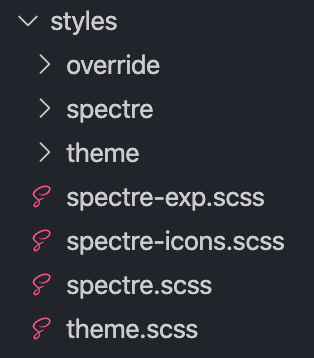 styles
override
spectre
theme
spectre-exp.scss
spectre-icons.scss
spectre.scss
theme.scss